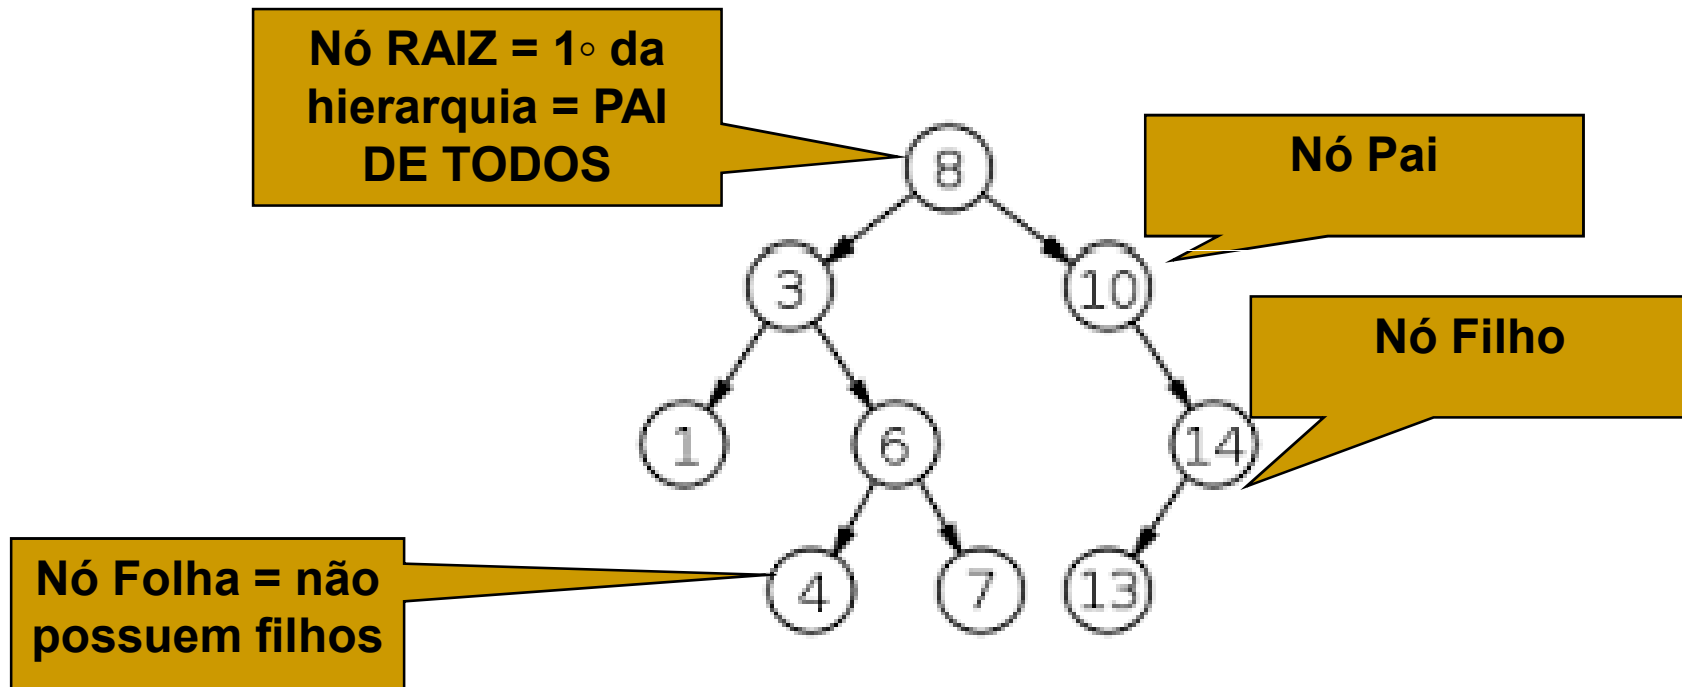 Nó RAIZ = 1◦ da
hierarquia = PAI
DE TODOS
8
Nó Pai
3
10
Nó Filho
1
6
14
Nó Folha = não
possuem filhos
4
7
13